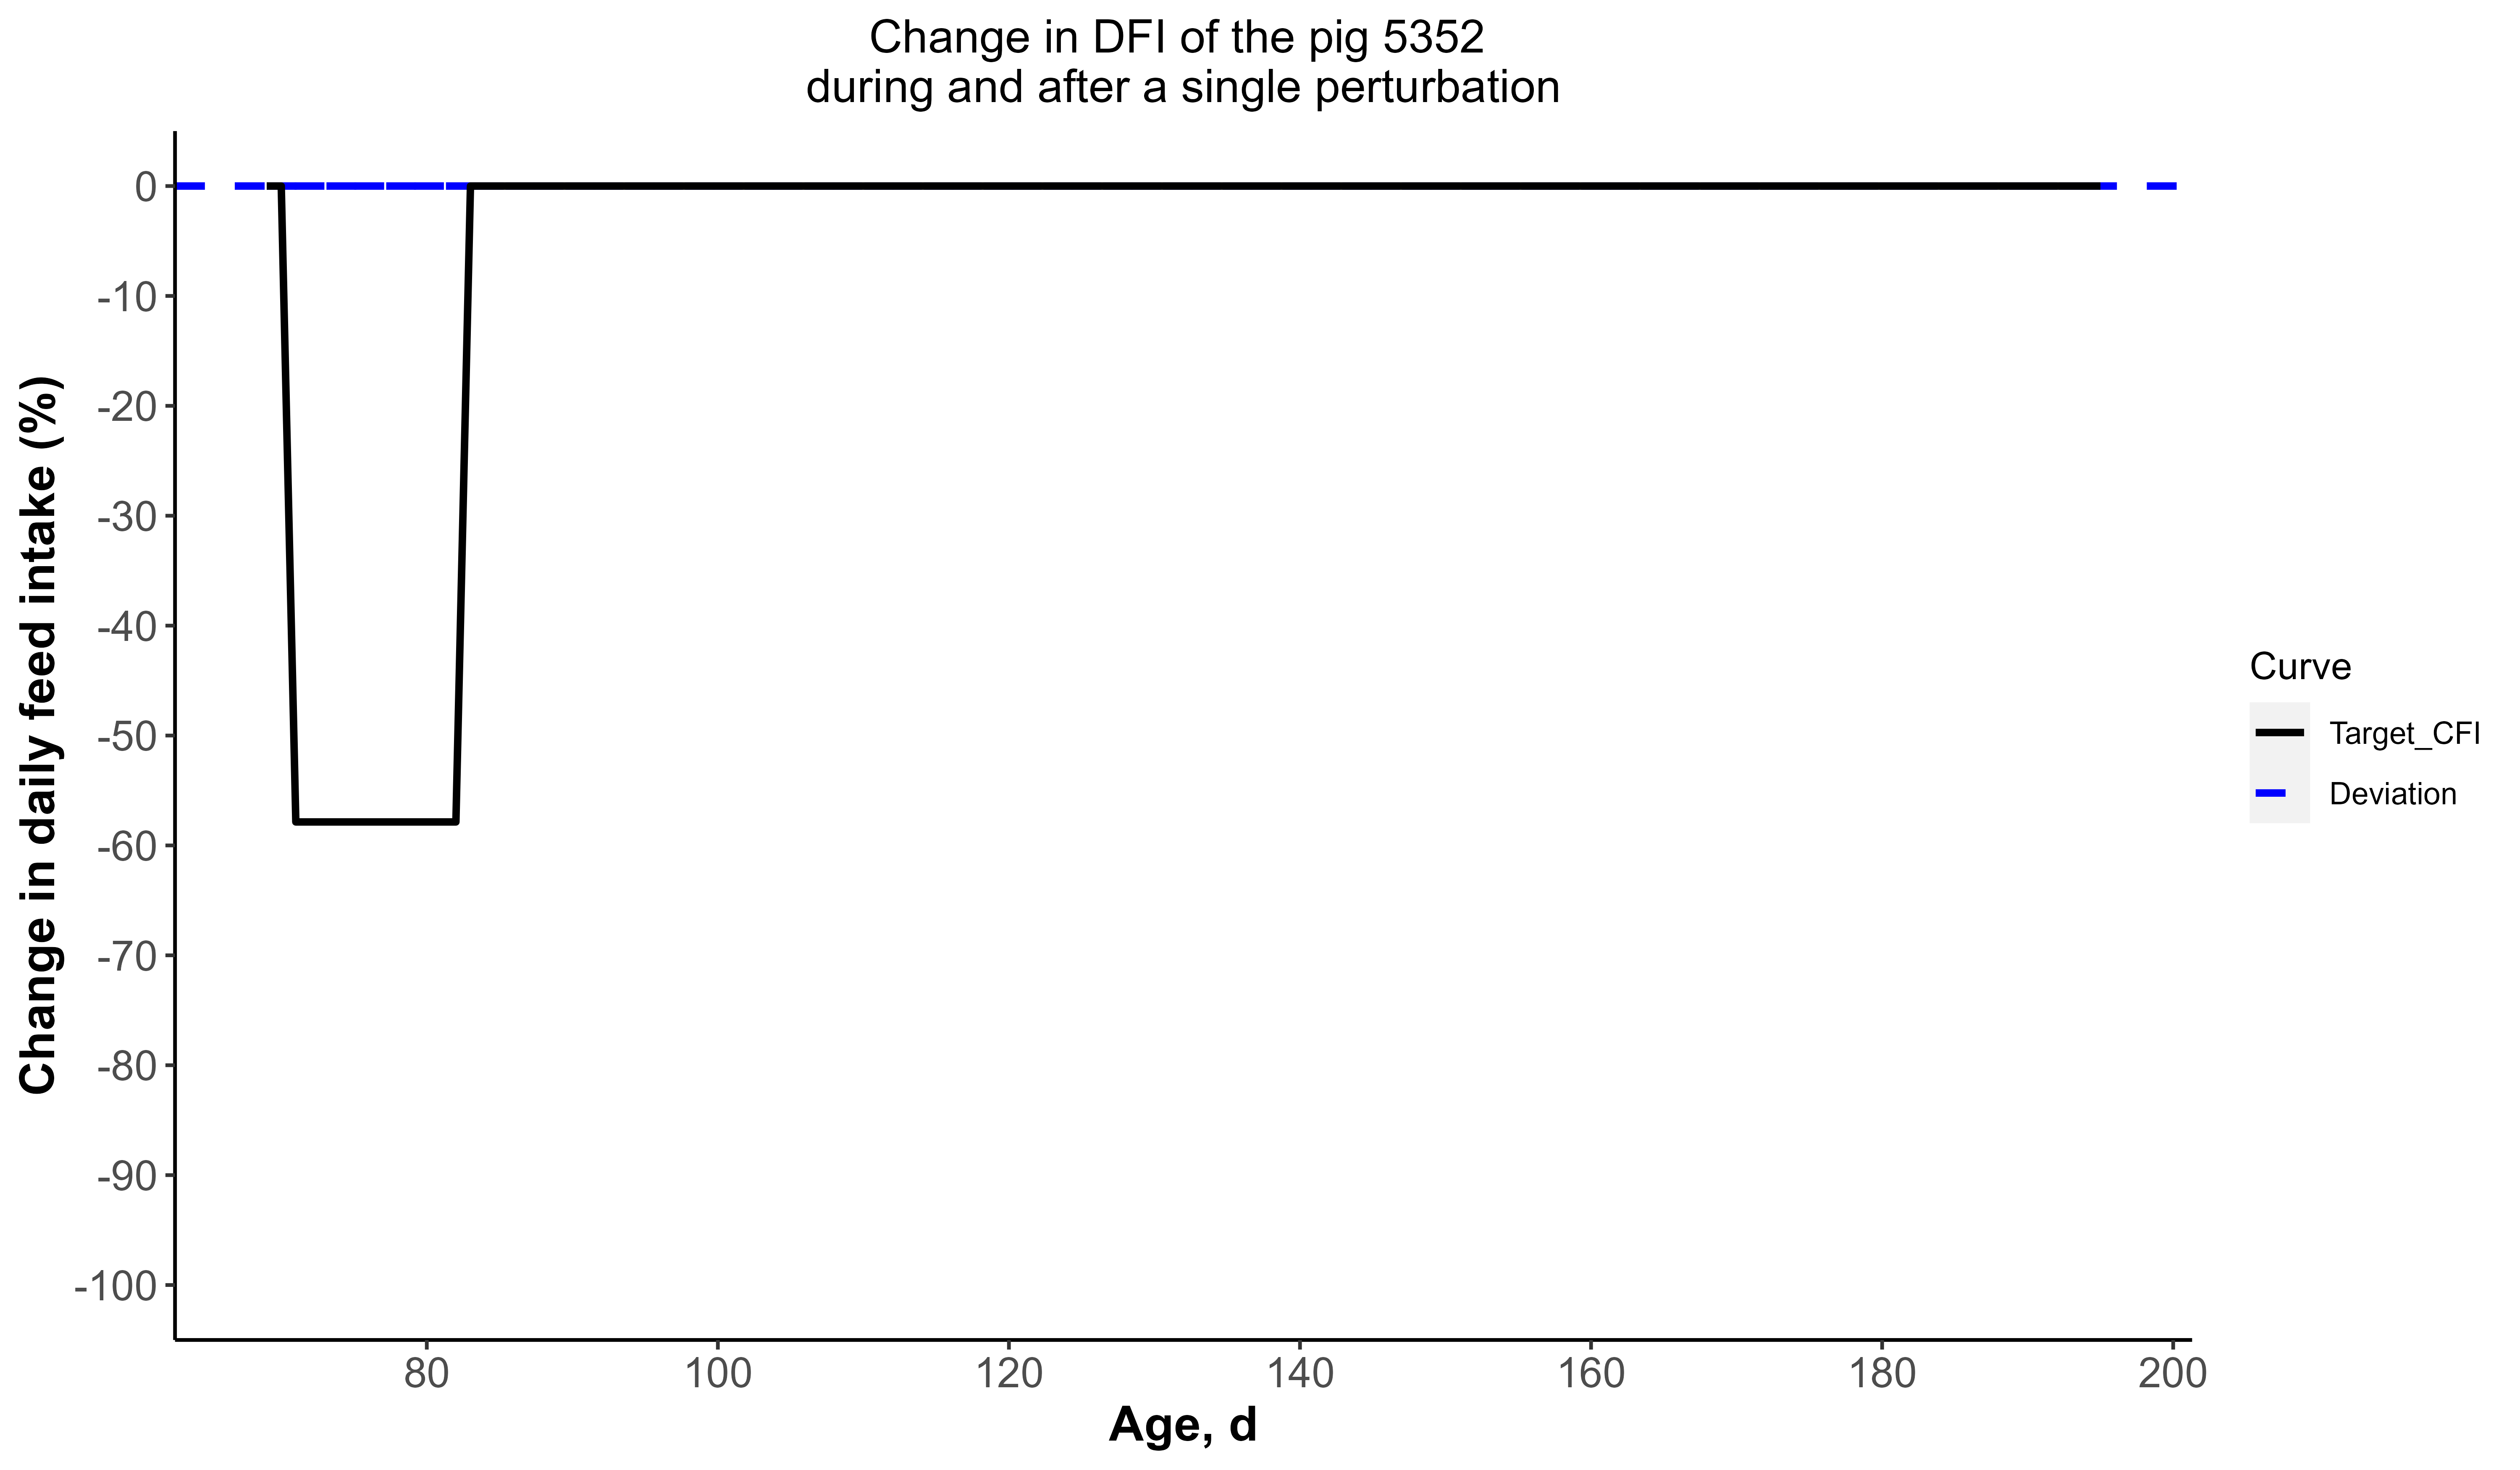 Change in DFI of the pig 5352
during and after a single perturbation
Change in daily feed intake (%)
0
-10
-20
-30
-40
-50
-60
-70
-80
-90
-100
80
100
120
140
160
180
200
Age, d
Curve
Target_CFI
Deviation